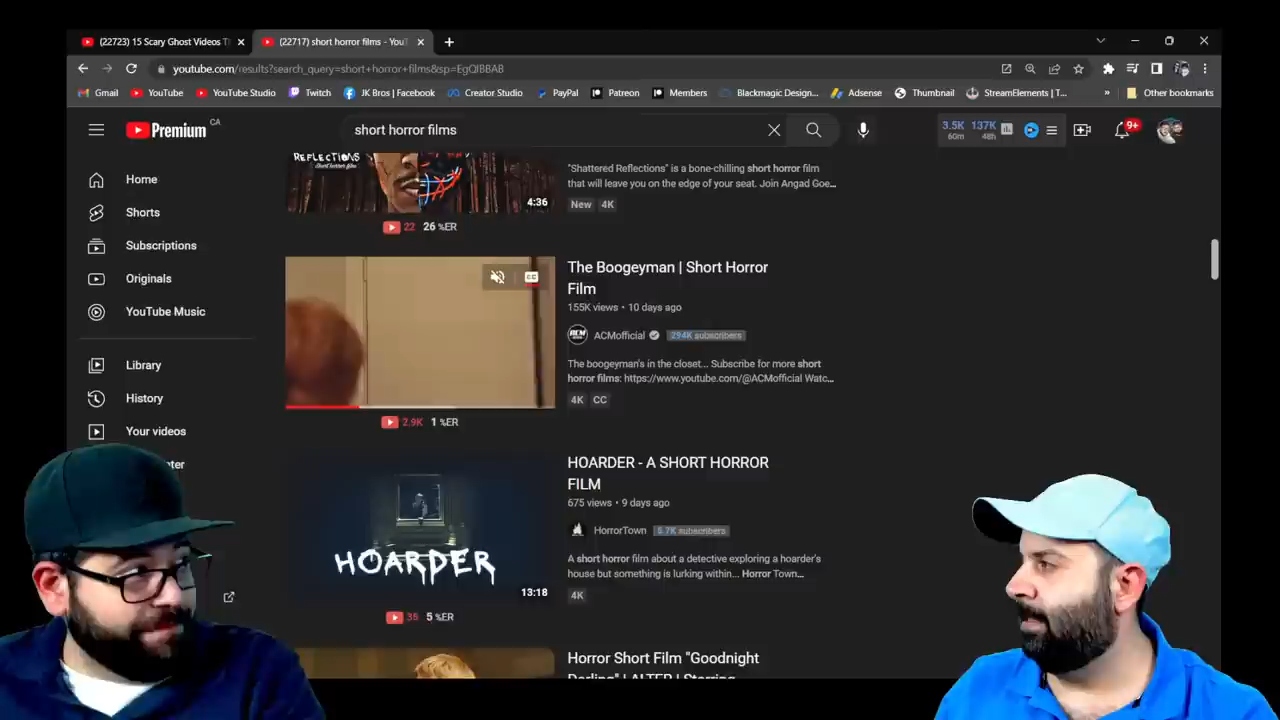 (22723) 15 Scary Ghost Videos T
(22717) short horror films - You
youtube.com/results?search_query=short+horror+films&sp=EgQIBBAB
Gmail YouTube YouTube Studio Twitch JK Bros | Facebook Creator Studio PayPal Patreon Members Blackmagic Design... Adsense Thumbnail StreamElements | T... » Other bookmarks
Premium CA
short horror films
3.5K 60m 137K 48h
9+
Home
Shorts
Subscriptions
Originals
YouTube Music
Library
History
Your videos
REFLECTIONS
Short horror film
4:36
22 26 %ER
"Shattered Reflections" is a bone-chilling short horror film
that will leave you on the edge of your seat. Join Angad Goe...
New 4K
The Boogeyman | Short Horror
Film
155K views • 10 days ago
ACMofficial 294K subscribers
The boogeyman's in the closet... Subscribe for more short
horror films: https://www.youtube.com/@ACMofficial Watc...
4K CC
CC
2.9K 1 %ER
HOARDER
13:18
35 5 %ER
HOARDER - A SHORT HORROR
FILM
675 views • 9 days ago
HorrorTown 5.7K subscribers
A short horror film about a detective exploring a hoarder's
house but something is lurking within... Horror Town...
4K
Horror Short Film "Goodnight
Darling" | ALTER | Starring